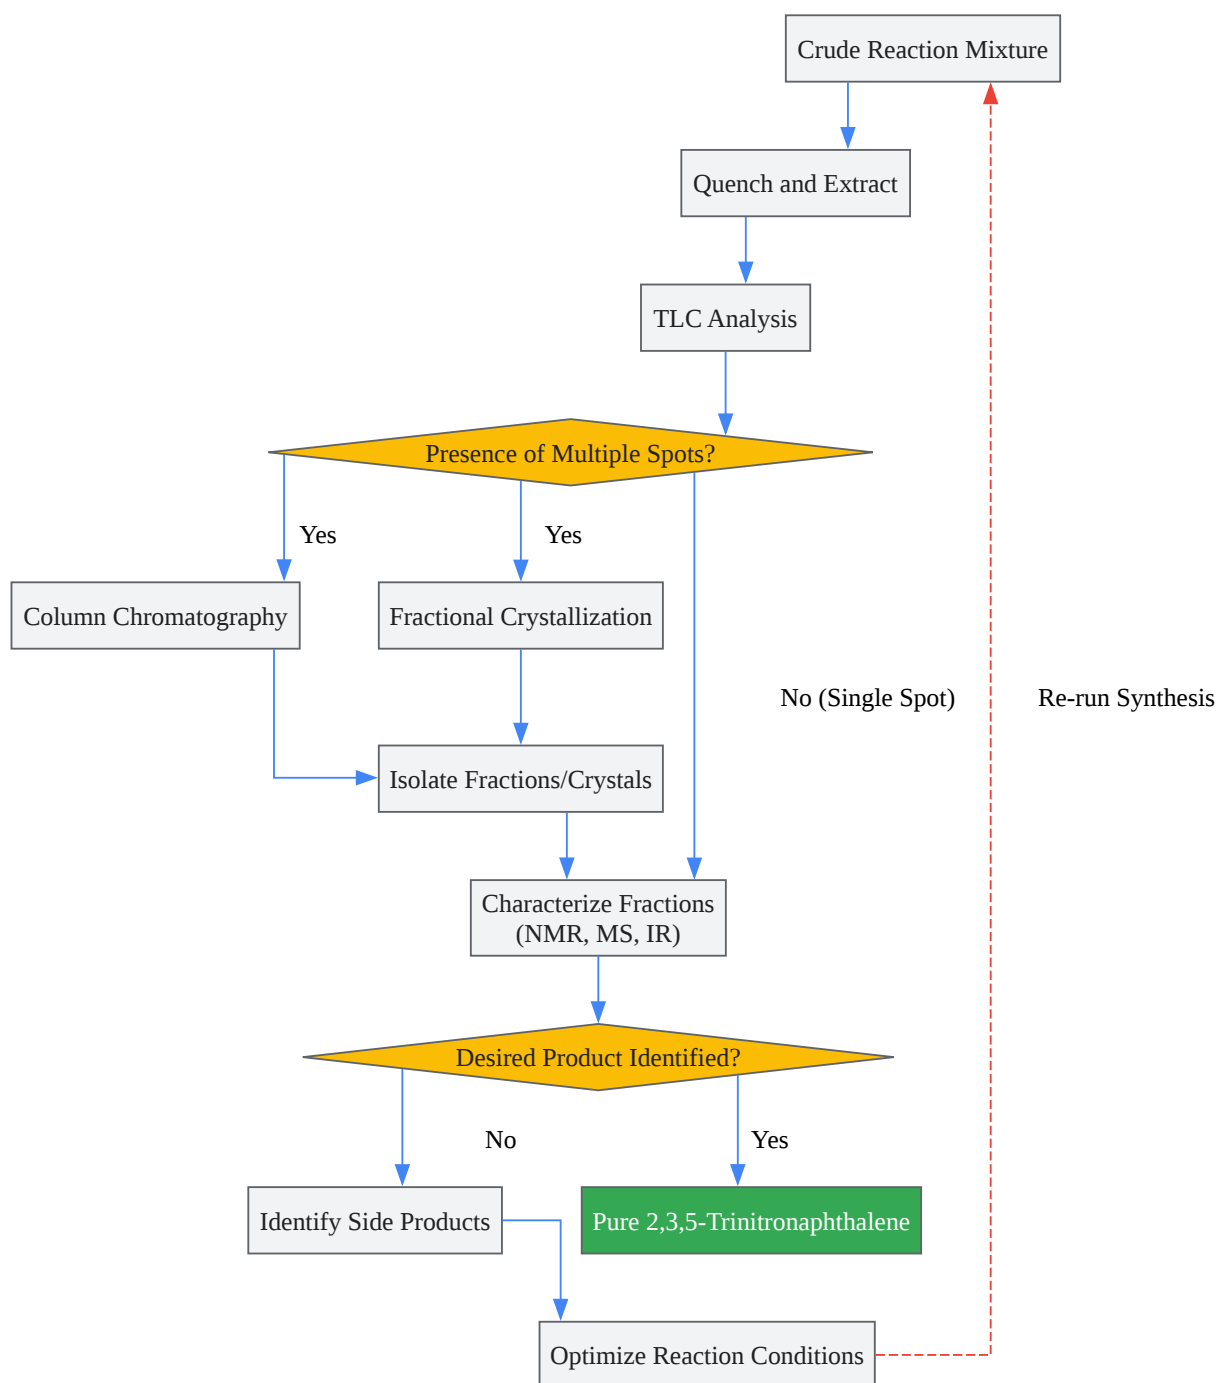 Crude Reaction Mixture
Quench and Extract
TLC Analysis
Presence of Multiple Spots?
Yes
Yes
Column Chromatography
Fractional Crystallization
No (Single Spot)
Re-run Synthesis
Isolate Fractions/Crystals
Characterize Fractions
(NMR, MS, IR)
Desired Product Identified?
No
Yes
Identify Side Products
Pure 2,3,5-Trinitronaphthalene
Optimize Reaction Conditions